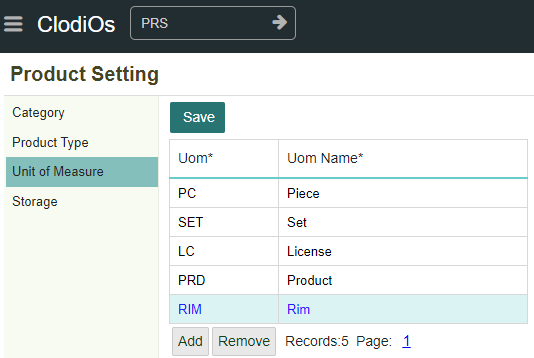 ClodiOs PRS
Product Setting
Category
Product Type
Unit of Measure
Storage
Save
Uom* Uom Name*
PC Piece
SET Set
LC License
PRD Product
RIM Rim
Add Remove Records:5 Page: 1